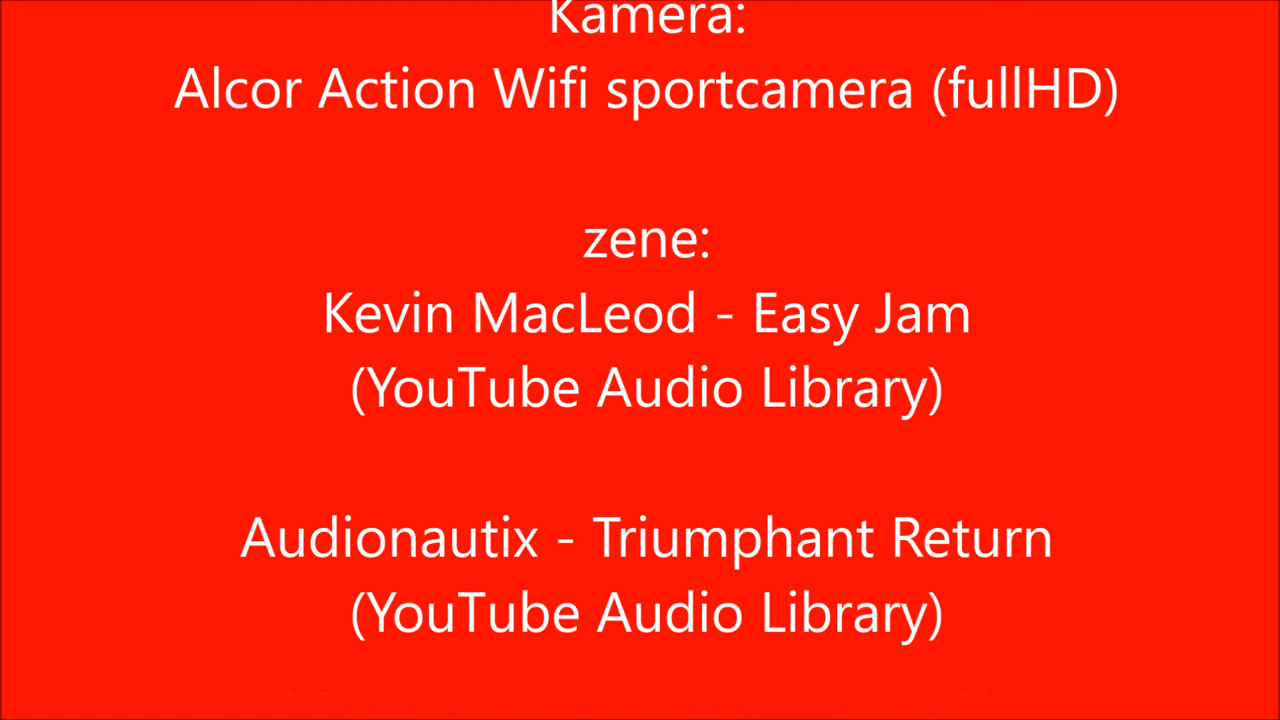 Kamera:
Alcor Action Wifi sportcamera (fullHD)
zene:
Kevin MacLeod - Easy Jam
(YouTube Audio Library)
Audionautix - Triumphant Return
(YouTube Audio Library)